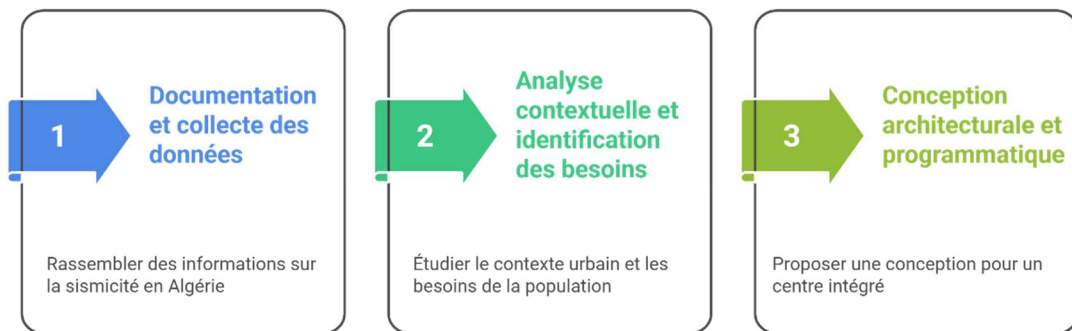 1
Documentation
et collecte des
données
Rassembler des informations sur
la sismicité en Algérie
2
Analyse
contextuelle et
identification
des besoins
Étudier le contexte urbain et les
besoins de la population
3
Conception
architecturale et
programmatique
Proposer une conception pour un
centre intégré